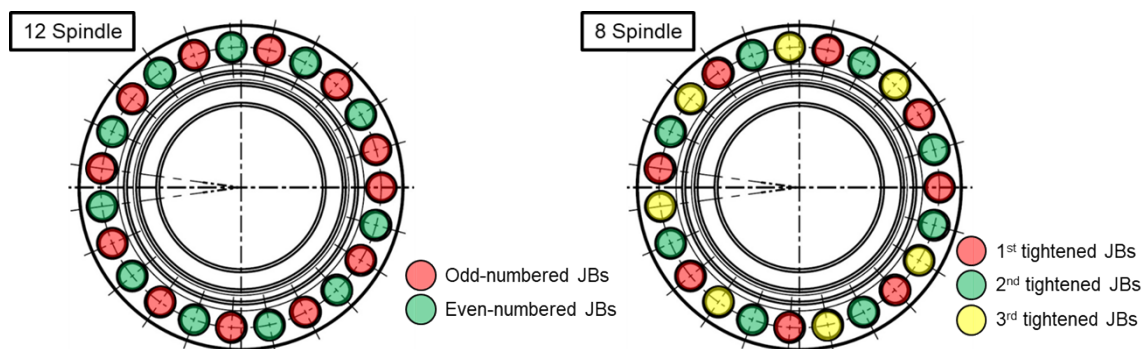 12 Spindle
8 Spindle
Odd-numbered JBs
Even-numbered JBs
1st tightened JBs
2nd tightened JBs
3rd tightened JBs